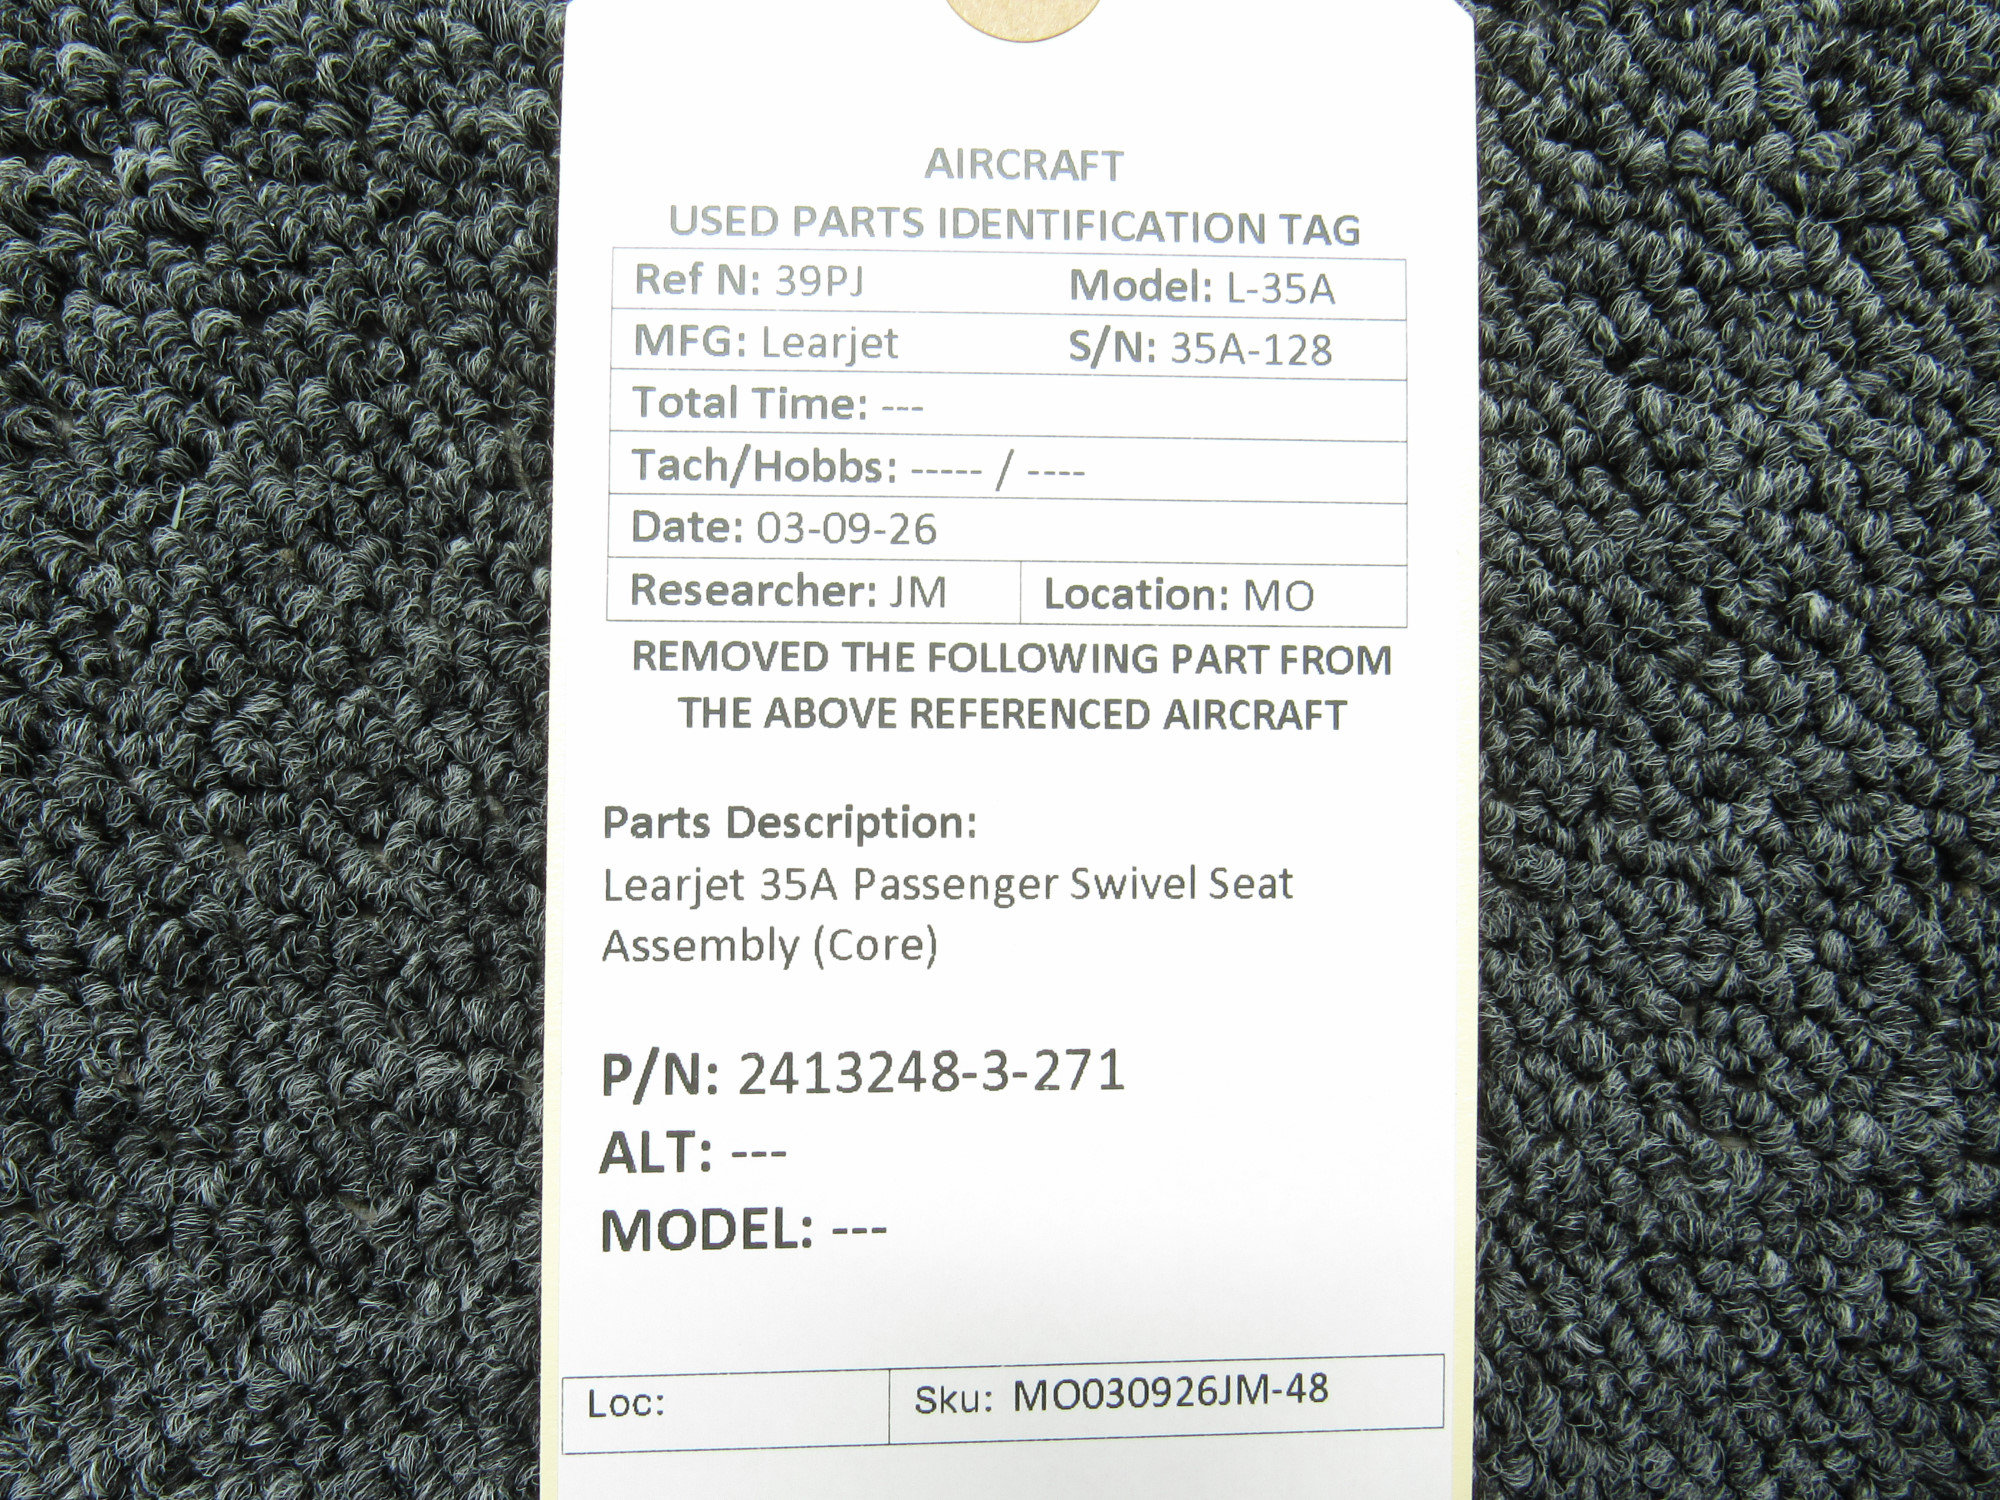 AIRCRAFT
USED PARTS IDENTIFICATION TAG
Ref N: 39PJ Model: L-35A
MFG: Learjet S/N: 35A-128
Total Time: ---
Tach/Hobbs: ----- / ----
Date: 03-09-26
Researcher: JM Location: MO
REMOVED THE FOLLOWING PART FROM
THE ABOVE REFERENCED AIRCRAFT
Parts Description:
Learjet 35A Passenger Swivel Seat
Assembly (Core)
P/N: 2413248-3-271
ALT: ---
MODEL: ---
Loc: Sku: MO030926JM-48